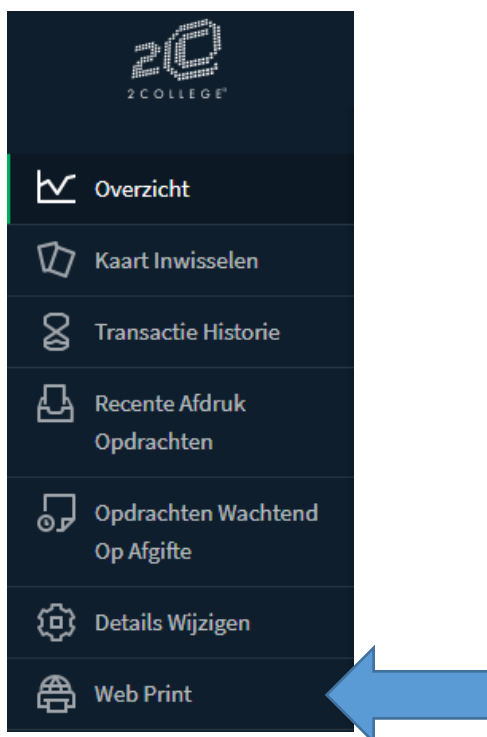 2C
2COLLEGE®
Overzicht
Kaart Inwisselen
Transactie Historie
Recente Afdruk
Opdrachten
Opdrachten Wachtend
Op Afgifte
Details Wijzigen
Web Print